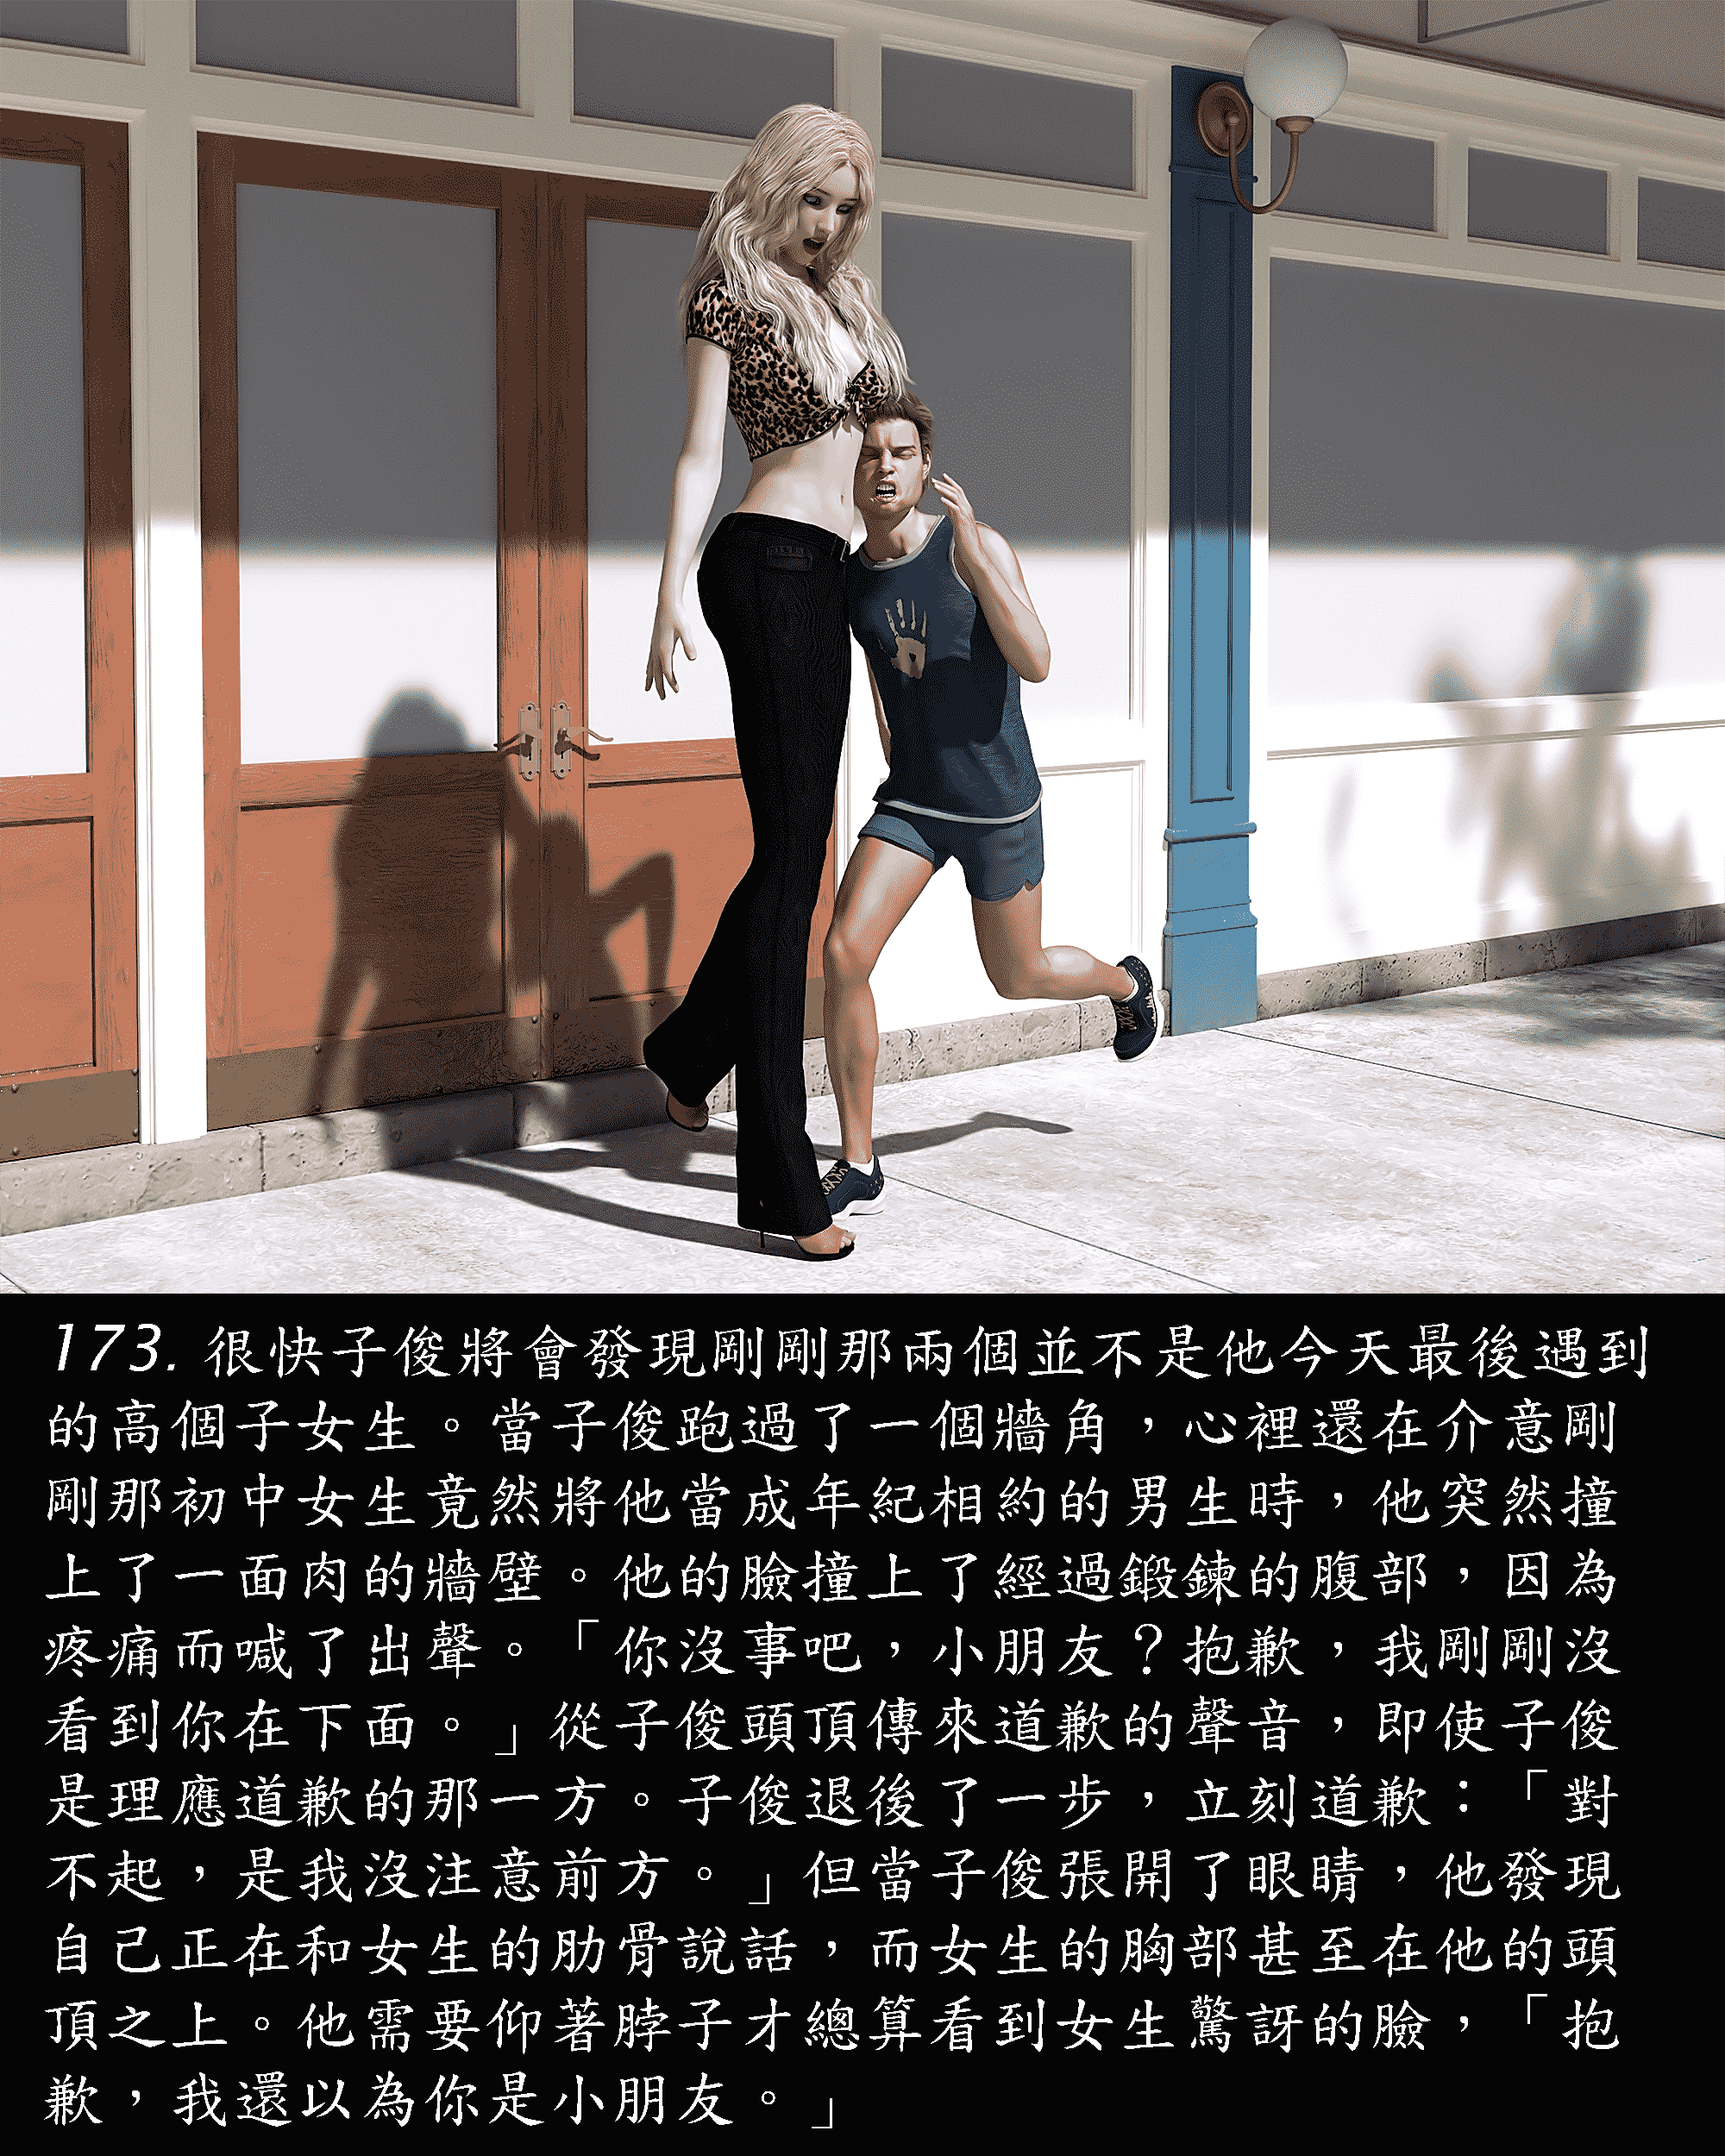 173. 很快子俊將會發現剛剛那兩個並不是他今天最後遇到
的高個子女生。當子俊跑過了一個牆角，心裡還在介意剛
剛那初中女生竟然將他當成年紀相約的男生時，他突然撞
上了一面肉的牆壁。他的臉撞上了經過鍛鍊的腹部，因為
疼痛而喊了出聲。「你沒事吧，小朋友？抱歉，我剛剛沒
看到你在下面。」從子俊頭頂傳來道歉的聲音，即使子俊
是理應道歉的那一方。子俊退後了一步，立刻道歉：「對
不起，是我沒注意前方。」但當子俊張開了眼睛，他發現
自己正在和女生的肋骨說話，而女生的胸部甚至在他的頭
頂之上。他需要仰著脖子才總算看到女生驚訝的臉，「抱
歉，我還以為你是小朋友。」